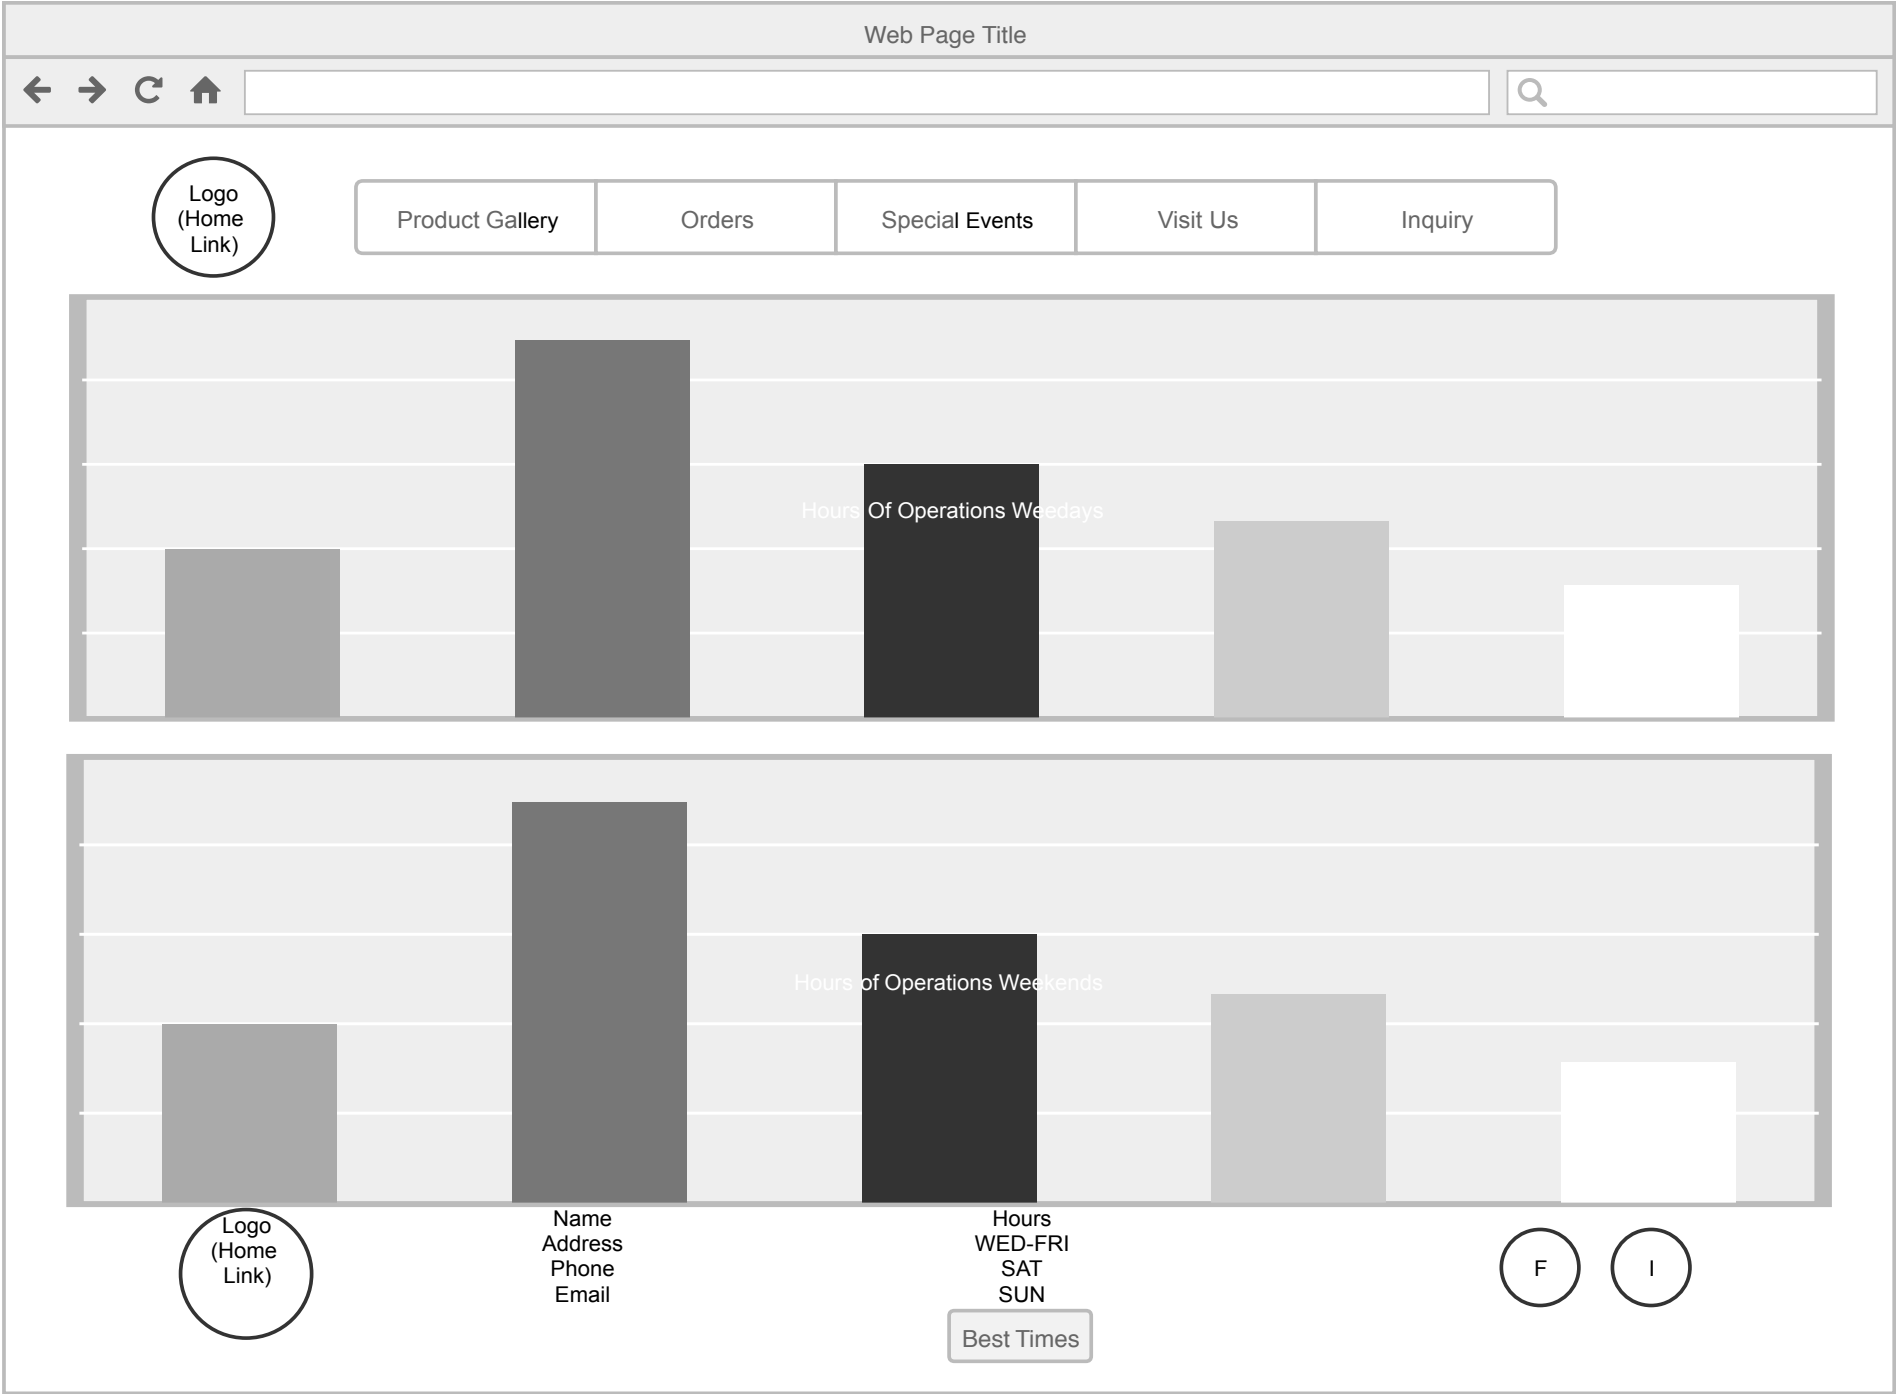 Web Page Title
Logo
(Home
Link)
Product Gallery
Orders
Special Events
Visit Us
Inquiry
Hours Of Operations Weedays
Hours of Operations Weekends
Logo
(Home
Link)
Name
Address
Phone
Email
Hours
WED-FRI
SAT
SUN
Best Times
F
I